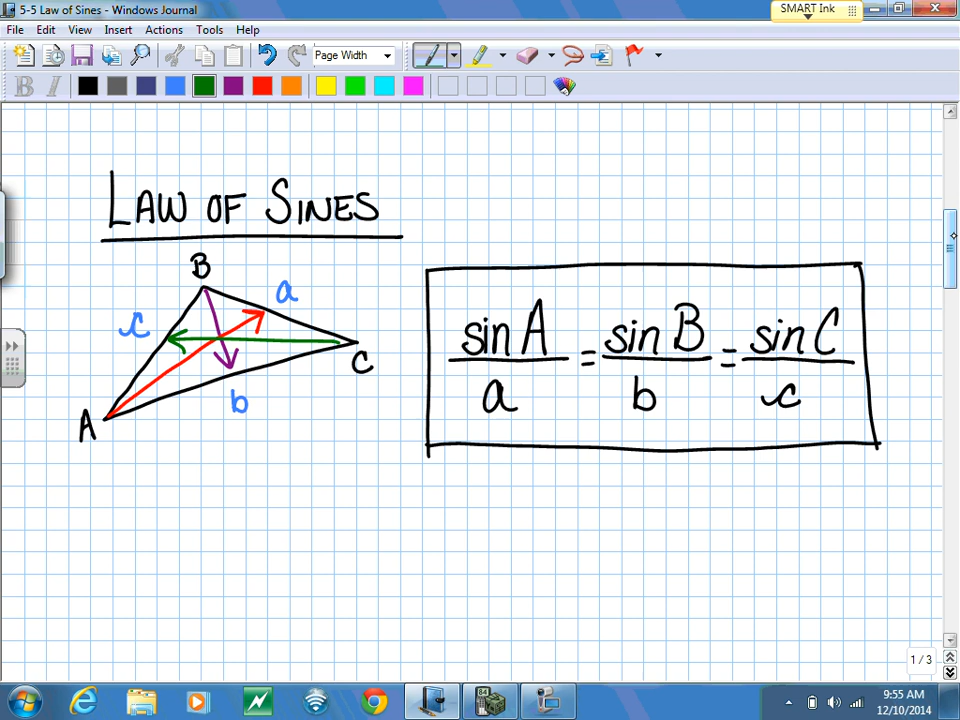 5-5 Law of Sines - Windows Journal
SMART Ink
File Edit View Insert Actions Tools Help
Page Width
B I
LAW OF SINES
B
a
c
C
b
A
sin A / a = sin B / b = sin C / c
1 / 3
84
9:55 AM
12/10/2014